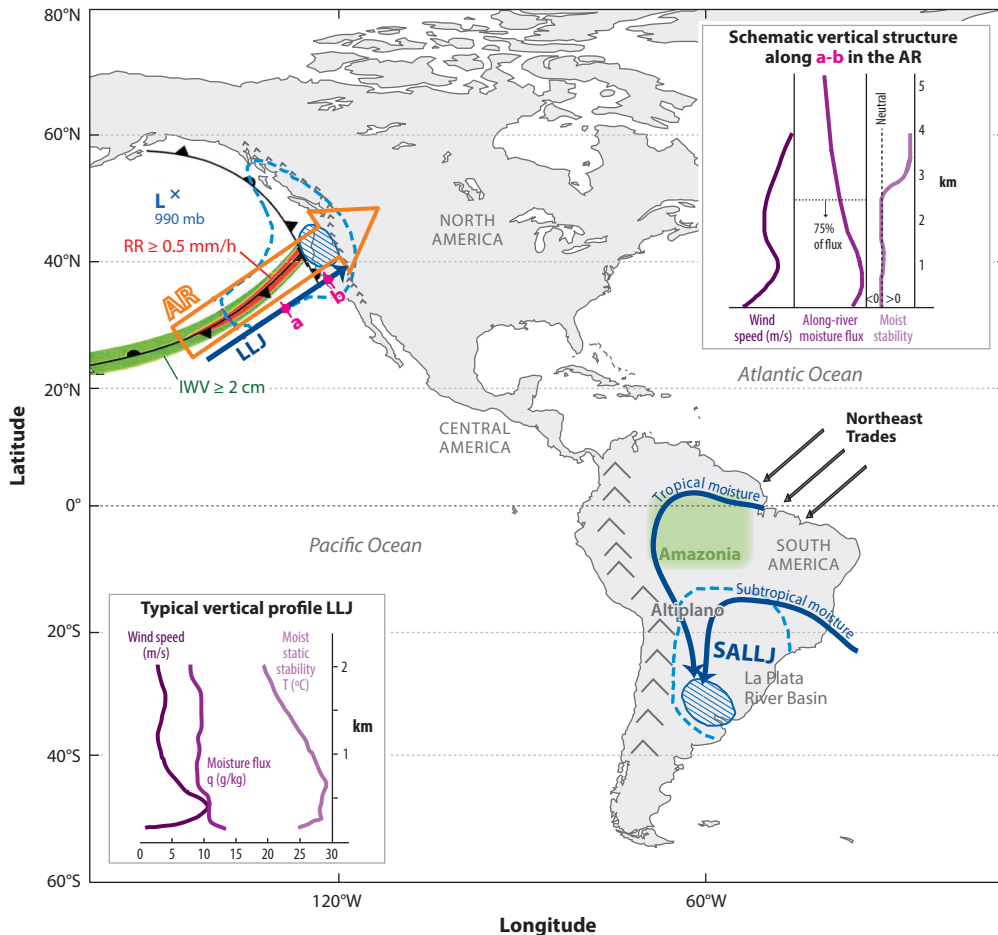 80°N
60°N
40°N
20°N
0°
20°S
40°S
60°S
Latitude
120°W
60°W
Longitude
L ×
990 mb
RR ≥ 0.5 mm/h
AR
LLJ
a
b
IWV ≥ 2 cm
NORTH
AMERICA
CENTRAL
AMERICA
Pacific Ocean
Atlantic Ocean
Northeast
Trades
Tropical moisture
Amazonia
SOUTH
AMERICA
Altiplano
Subtropical moisture
SALLJ
La Plata
River Basin
Schematic vertical structure
along a-b in the AR
Neutral
75%
of flux
5
4
3
2
1
km
<0
>0
Wind
speed (m/s)
Along-river
moisture flux
Moist
stability
Typical vertical profile LLJ
Wind speed
(m/s)
Moist
static
stability
T (ºC)
Moisture flux
q (g/kg)
2
1
km
0
5
10
15
20
25
30